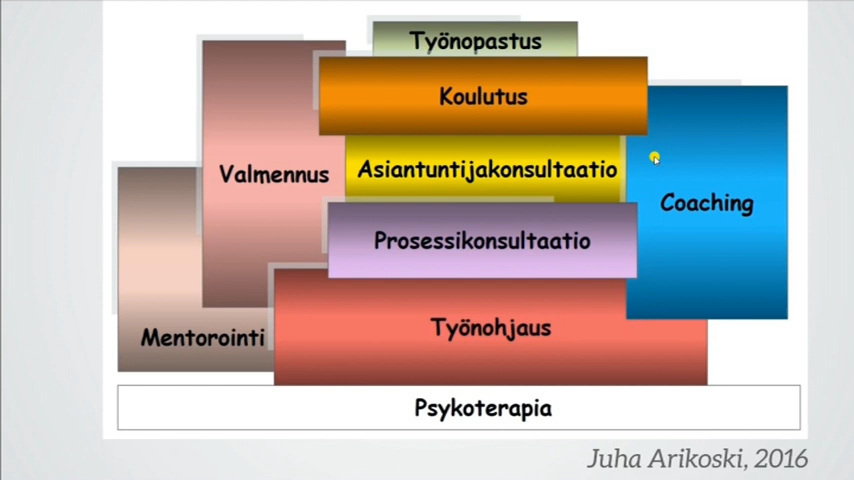 Työnopastus
Koulutus
Valmennus
Asiantuntijakonsultaatio
Coaching
Prosessikonsultaatio
Työnohjaus
Mentorointi
Psykoterapia
Juha Arikoski, 2016